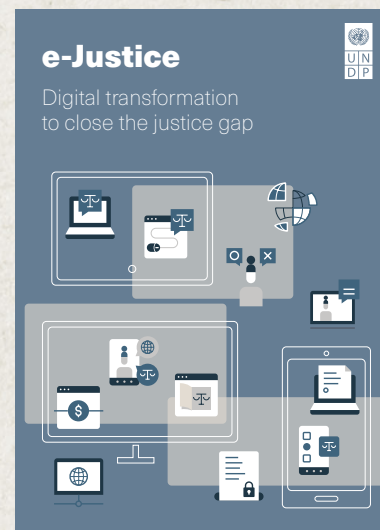 e-Justice
Digital transformation
to close the justice gap
U N
D P
$